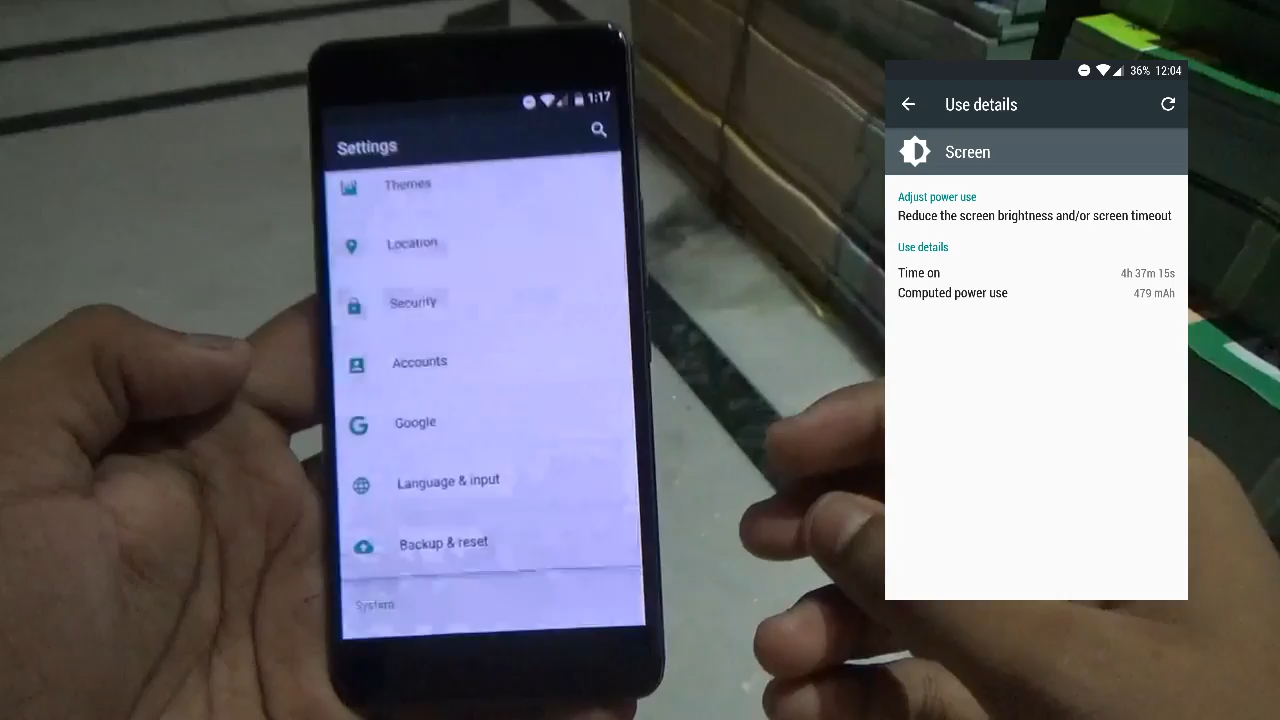 1:17
Settings
Themes
Location
Security
Accounts
Google
Language & input
Backup & reset
System
36% 12:04
Use details
Screen
Adjust power use
Reduce the screen brightness and/or screen timeout
Use details
Time on 4h 37m 15s
Computed power use 479 mAh